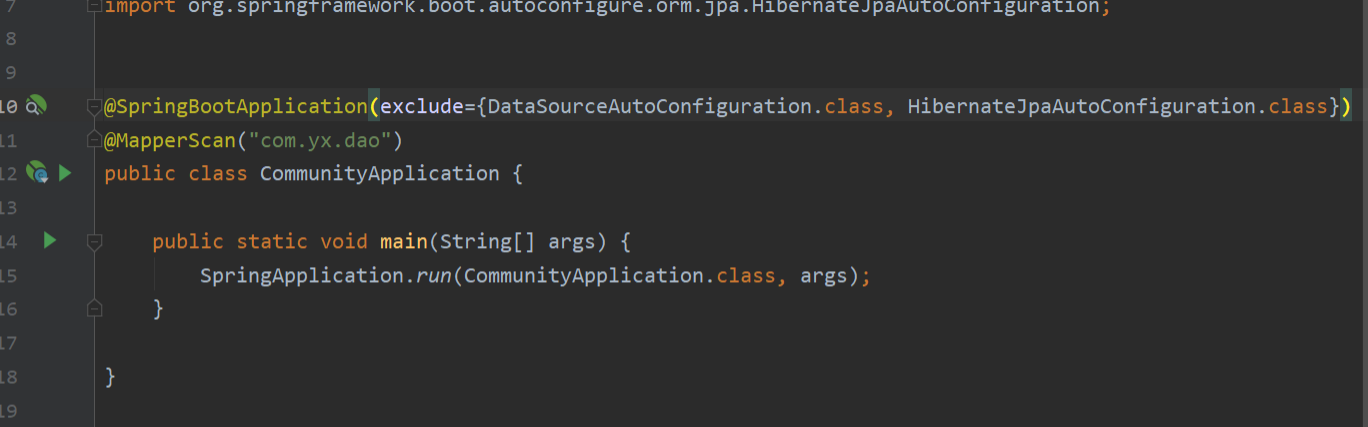 7 import org.springframework.boot.autoconfigure.orm.jpa.HibernateJpaAutoConfiguration;
8
9
10 @SpringBootApplication(exclude={DataSourceAutoConfiguration.class, HibernateJpaAutoConfiguration.class})
11 @MapperScan("com.yx.dao")
12 public class CommunityApplication {
13
14     public static void main(String[] args) {
15         SpringApplication.run(CommunityApplication.class, args);
16     }
17
18 }
19